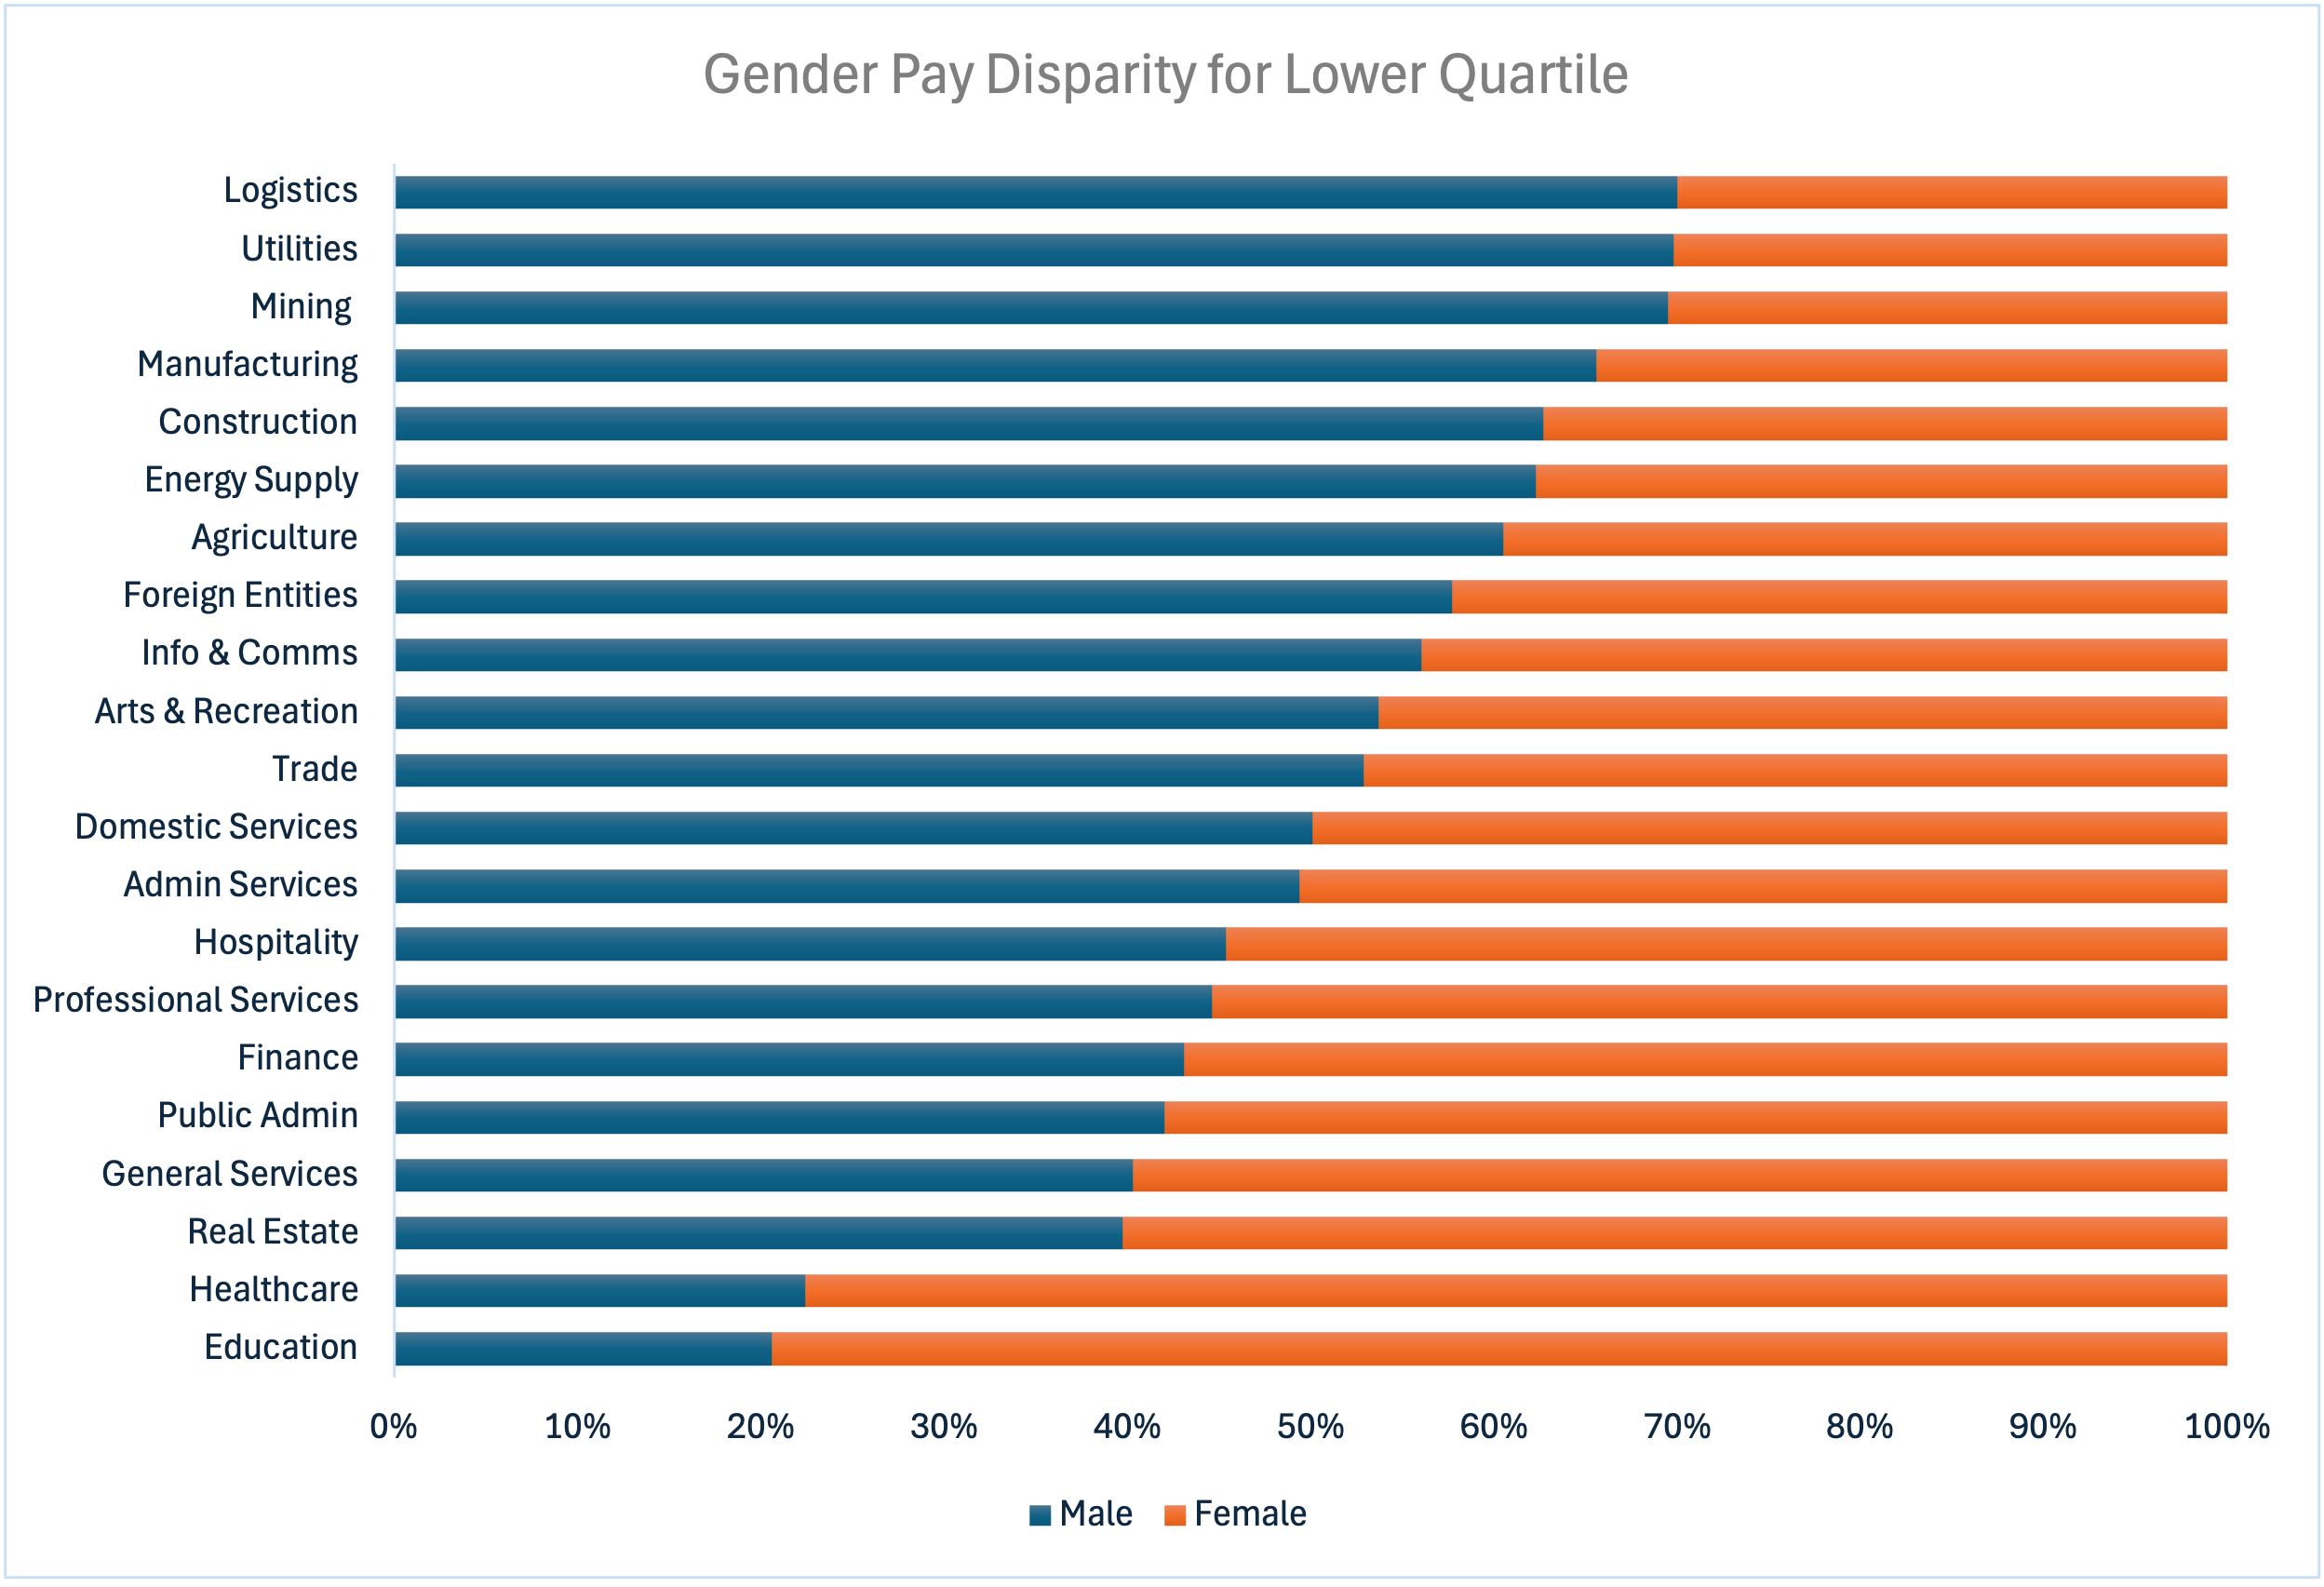 Gender Pay Disparity for Lower Quartile
Logistics
Utilities
Mining
Manufacturing
Construction
Energy Supply
Agriculture
Foreign Entities
Info & Comms
Arts & Recreation
Trade
Domestic Services
Admin Services
Hospitality
Professional Services
Finance
Public Admin
General Services
Real Estate
Healthcare
Education
0% 10% 20% 30% 40% 50% 60% 70% 80% 90% 100%
Male Female